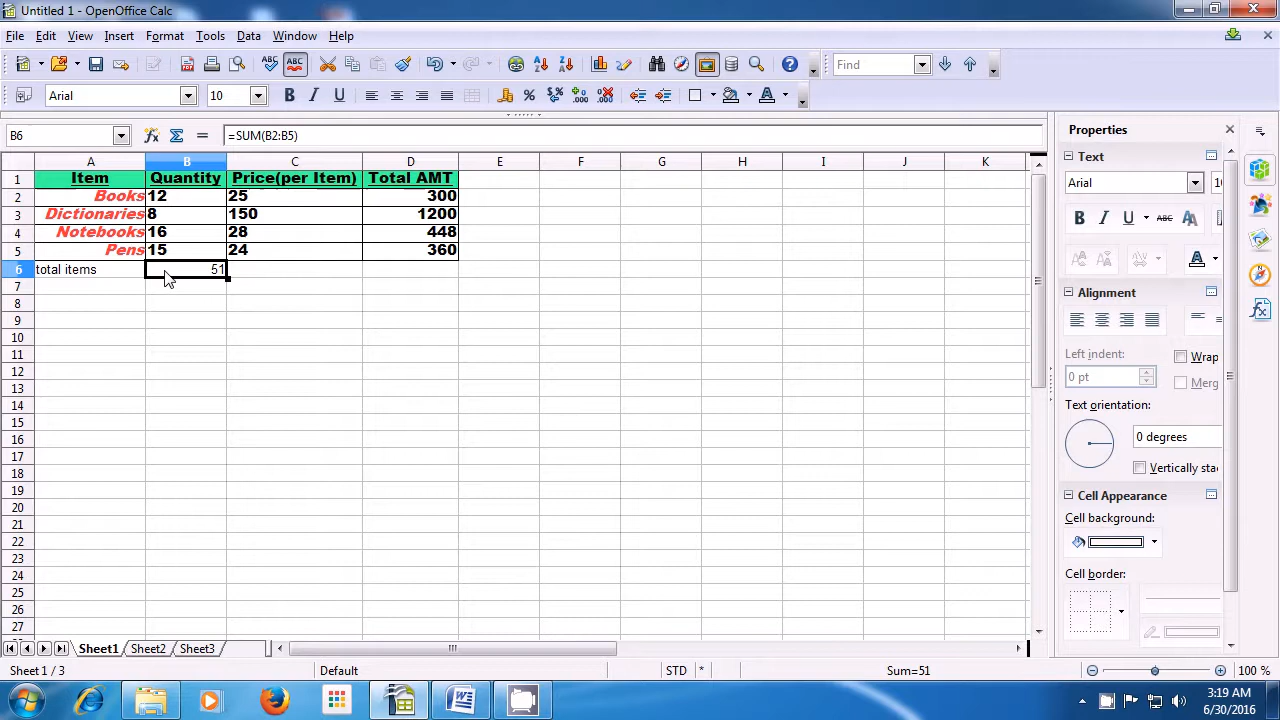 Untitled 1 - OpenOffice Calc
File Edit View Insert Format Tools Data Window Help
Find
Arial 10
B6 =SUM(B2:B5)
A B C D E F G H I J K
1 Item Quantity Price(per Item) Total AMT
2 Books 12 25 300
3 Dictionaries 8 150 1200
4 Notebooks 16 28 448
5 Pens 15 24 360
6 total items 51
7
8
9
10
11
12
13
14
15
16
17
18
19
20
21
22
23
24
25
26
27
Properties
Text
Arial
Alignment
Left indent:
Wrap
0 pt
Merg
Text orientation:
0 degrees
Vertically stac
Cell Appearance
Cell background:
Cell border:
Sheet1 Sheet2 Sheet3
Sheet 1 / 3 Default STD * Sum=51 100 %
3:19 AM
6/30/2016